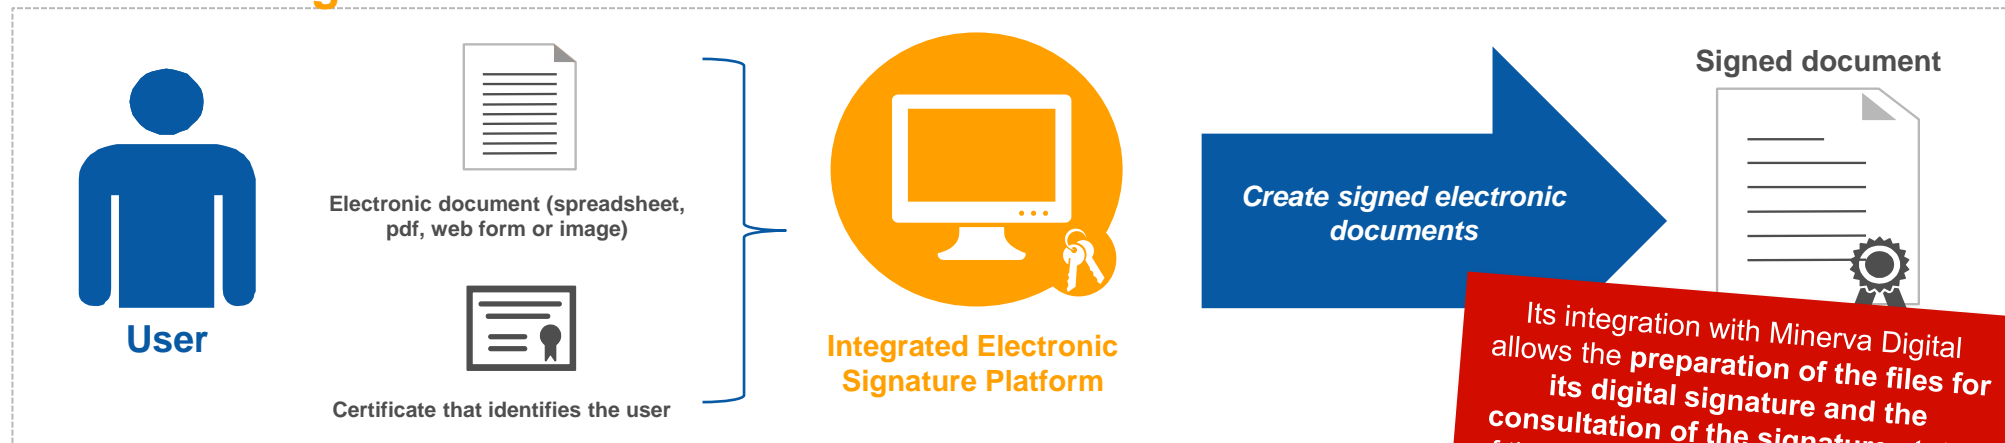 User
Electronic document (spreadsheet,
pdf, web form or image)
Certificate that identifies the user
Integrated Electronic
Signature Platform
Create signed electronic
documents
Signed document
Its integration with Minerva Digital
allows the preparation of the files for
its digital signature and the
consultation of the signature